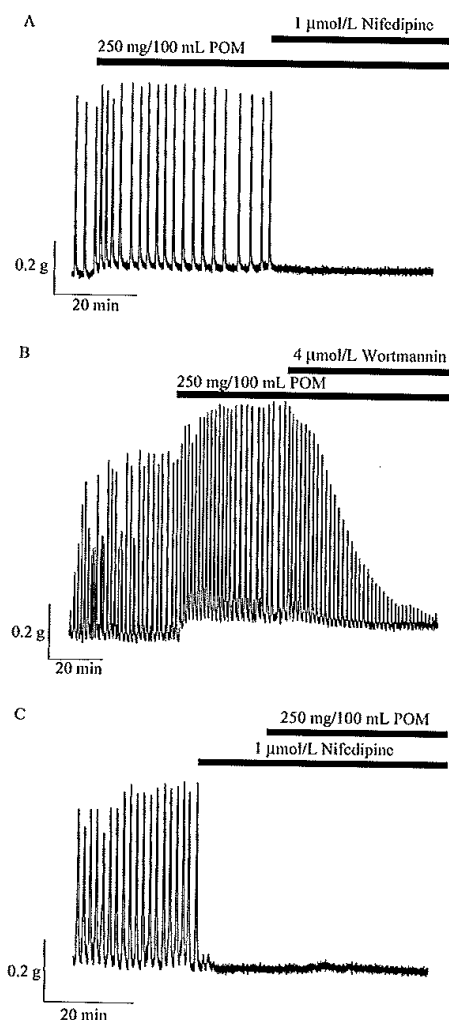 A
1 μmol/L Nifedipine
250 mg/100 mL POM
0.2 g
20 min
B
4 μmol/L Wortmannin
250 mg/100 mL POM
0.2 g
20 min
C
250 mg/100 mL POM
1 μmol/L Nifedipine
0.2 g
20 min